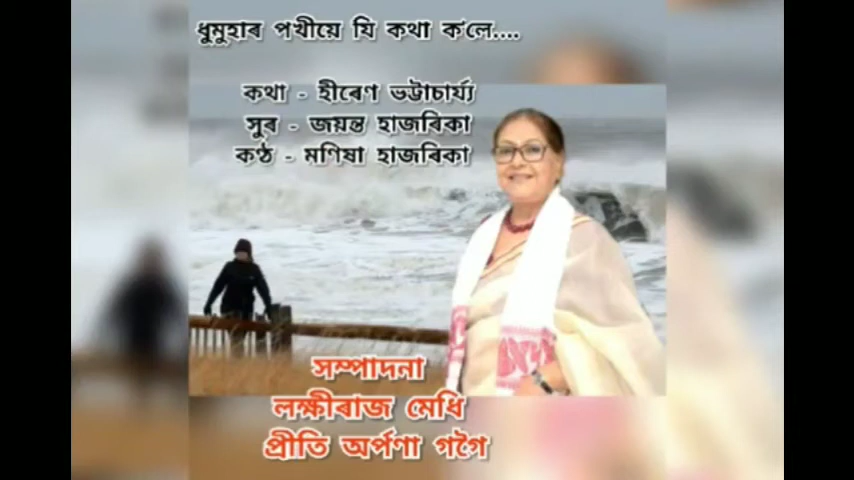 ধুমুহাৰ পখীয়ে যি কথা ক'লে....
কথা - হীৰেণ ভট্টাচাৰ্য্য
সুৰ - জয়ন্ত হাজৰিকা
কণ্ঠ - মণিষা হাজৰিকা
সম্পাদনা
লক্ষীৰাজ মেধি
প্ৰীতি অৰ্পণা গগৈ